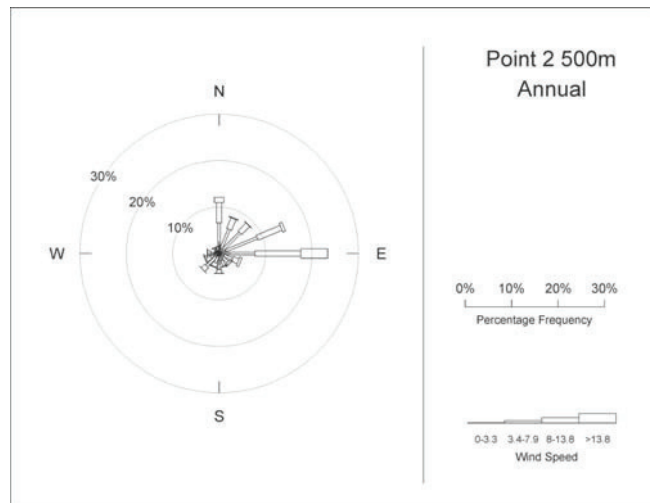 Point 2 500m
Annual
N
30%
20%
10%
W
E
S
0% 10% 20% 30%
Percentage Frequency
0-3.3 3.4-7.9 8-13.8 >13.8
Wind Speed